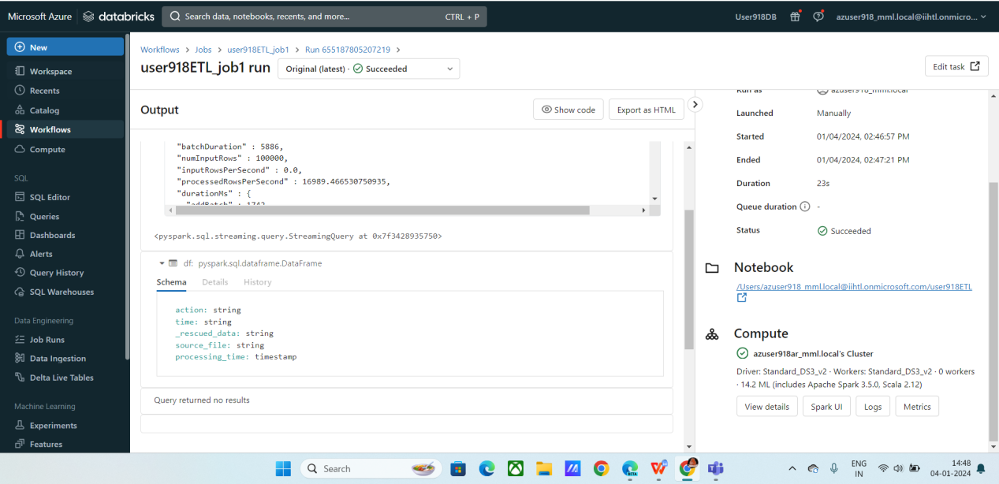 Microsoft Azure
databricks
Search data, notebooks, recents, and more...
CTRL + P
User918DB
azuser918_mml.local@iihtl.onmicro...
New
Workspace
Recents
Catalog
Workflows
Compute
SQL
SQL Editor
Queries
Dashboards
Alerts
Query History
SQL Warehouses
Data Engineering
Job Runs
Data Ingestion
Delta Live Tables
Machine Learning
Experiments
Features
Workflows > Jobs > user918ETL_job1 > Run 655187805207219 >
user918ETL_job1 run
Original (latest) · Succeeded
Edit task
Output
Show code
Export as HTML
"batchDuration" : 5886,
"numInputRows" : 100000,
"inputRowsPerSecond" : 0.0,
"processedRowsPerSecond" : 16989.466530750935,
"durationMs" : {
"addBatch" : 1742
<pyspark.sql.streaming.query.StreamingQuery at 0x7f3428935750>
df: pyspark.sql.dataframe.DataFrame
Schema Details History
action: string
time: string
_rescued_data: string
source_file: string
processing_time: timestamp
Query returned no results
Run as azuser918_mml.local
Launched Manually
Started 01/04/2024, 02:46:57 PM
Ended 01/04/2024, 02:47:21 PM
Duration 23s
Queue duration -
Status Succeeded
Notebook
/Users/azuser918_mml.local@iihtl.onmicrosoft.com/user918ETL
Compute
azuser918ar_mml.local's Cluster
Driver: Standard_DS3_v2 · Workers: Standard_DS3_v2 · 0 workers
· 14.2 ML (includes Apache Spark 3.5.0, Scala 2.12)
View details
Spark UI
Logs
Metrics
Search
ENG
IN
14:48
04-01-2024